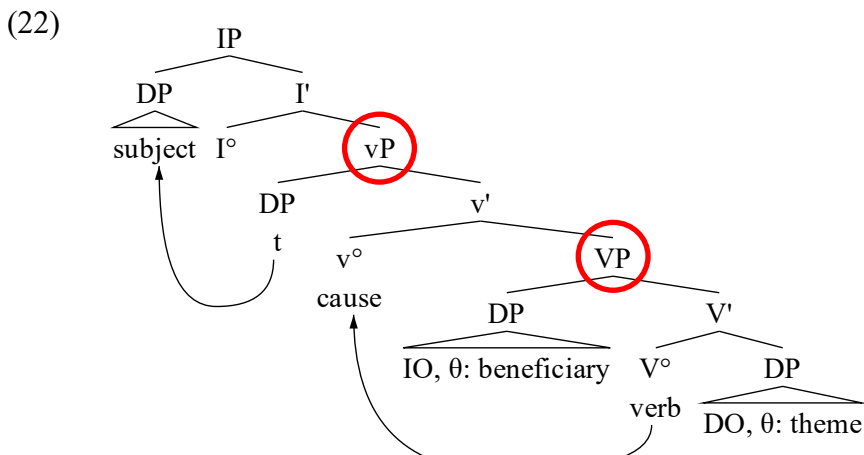 (22)
IP
DP I'
subject I° vP
DP v'
t v° VP
cause DP V'
IO, θ: beneficiary V° DP
verb DO, θ: theme